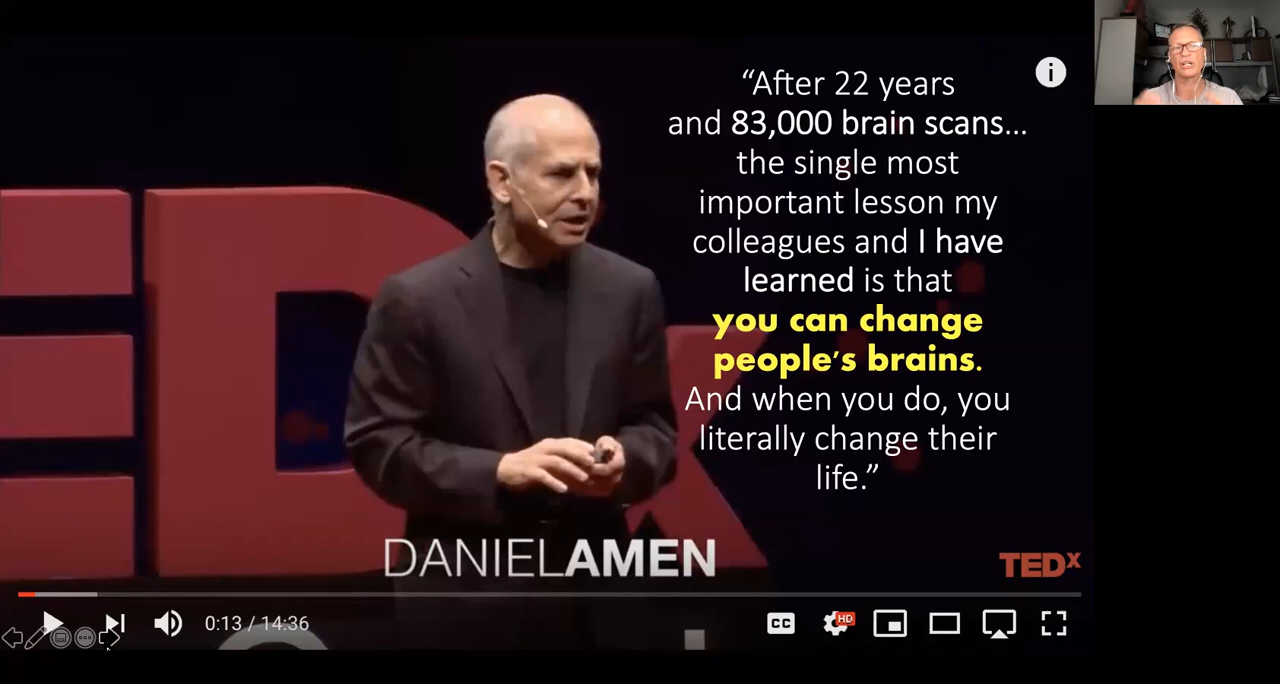 “After 22 years
and 83,000 brain scans...
the single most
important lesson my
colleagues and I have
learned is that
you can change
people's brains.
And when you do, you
literally change their
life.”
DANIELAMEN
TEDx
0:13 / 14:36
CC
HD